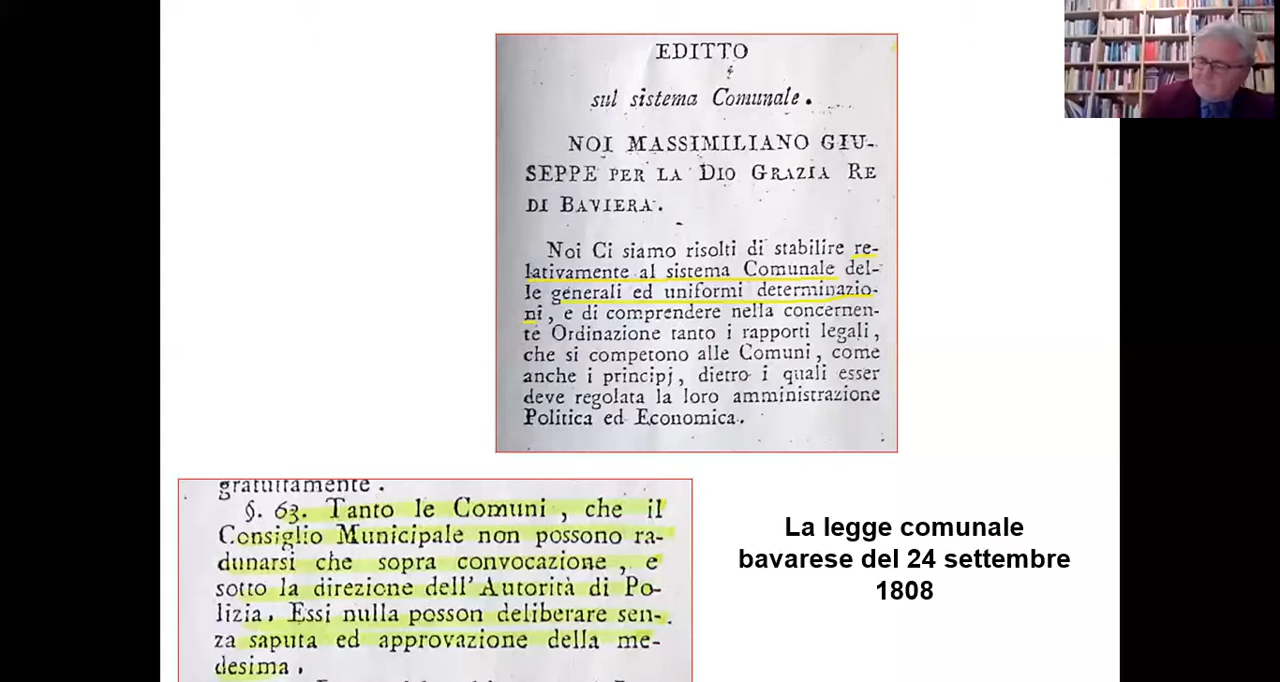 EDITTO
sul sistema Comunale.
NOI MASSIMILIANO GIU-
SEPPE PER LA DIO GRAZIA RE
DI BAVIERA.
Noi Ci siamo risolti di stabilire re-
lativamente al sistema Comunale del-
le generali ed uniformi determinazio-
ni, e di comprendere nella concernen-
te Ordinazione tanto i rapporti legali,
che si competono alle Comuni, come
anche i principj, dietro i quali esser
deve regolata la loro amministrazione
Politica ed Economica.
gratuitamente.
§. 63. Tanto le Comuni, che il
Consiglio Municipale non possono ra-
dunarsi che sopra convocazione, e
sotto la direzione dell'Autorità di Po-
lizia. Essi nulla posson deliberare sen-
za saputa ed approvazione della me-
desima.
La legge comunale
bavarese del 24 settembre
1808